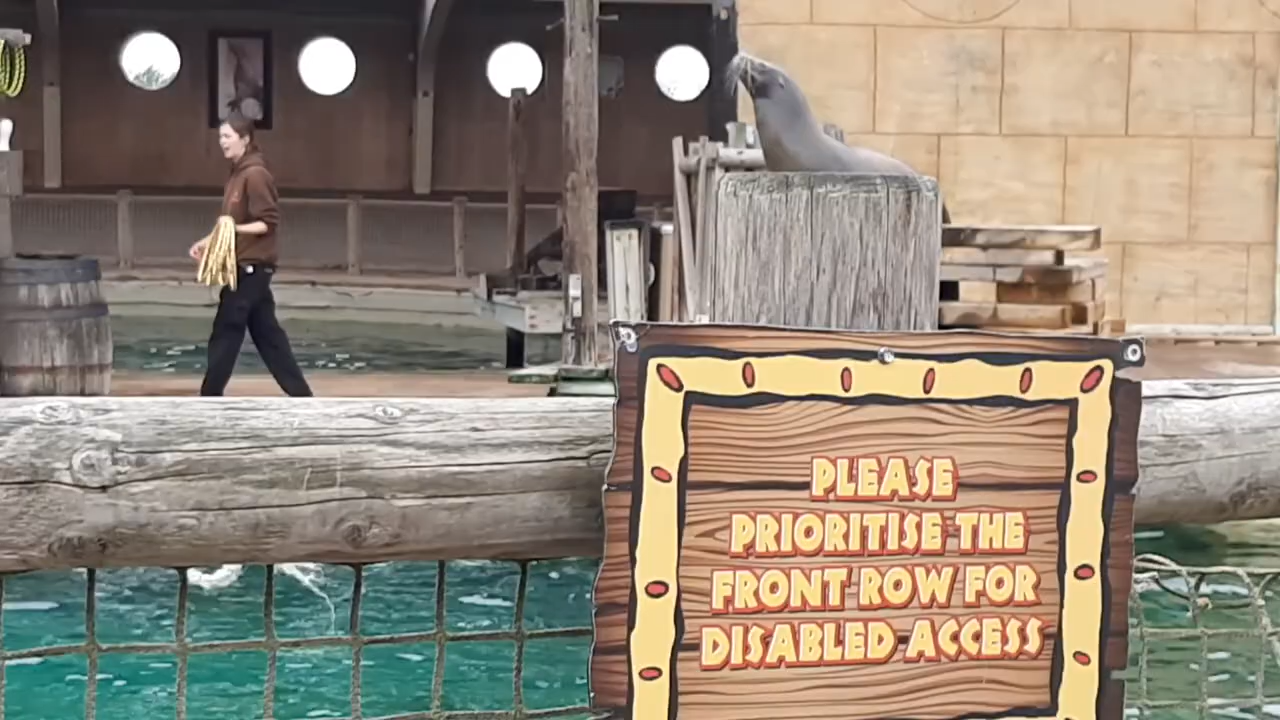 PLEASE
PRIORITISE THE
FRONT ROW FOR
DISABLED ACCESS